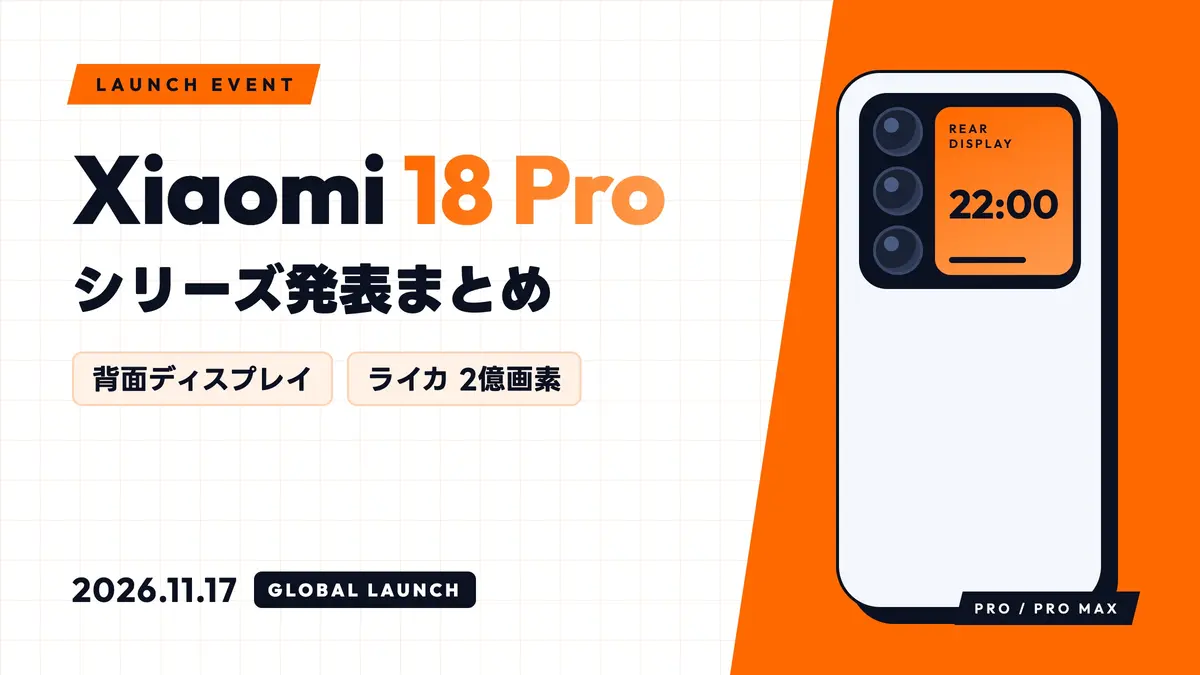 LAUNCH EVENT
Xiaomi 18 Pro
シリーズ発表まとめ
背面ディスプレイ
ライカ 2億画素
2026.11.17
GLOBAL LAUNCH
REAR
DISPLAY
22:00
PRO / PRO MAX